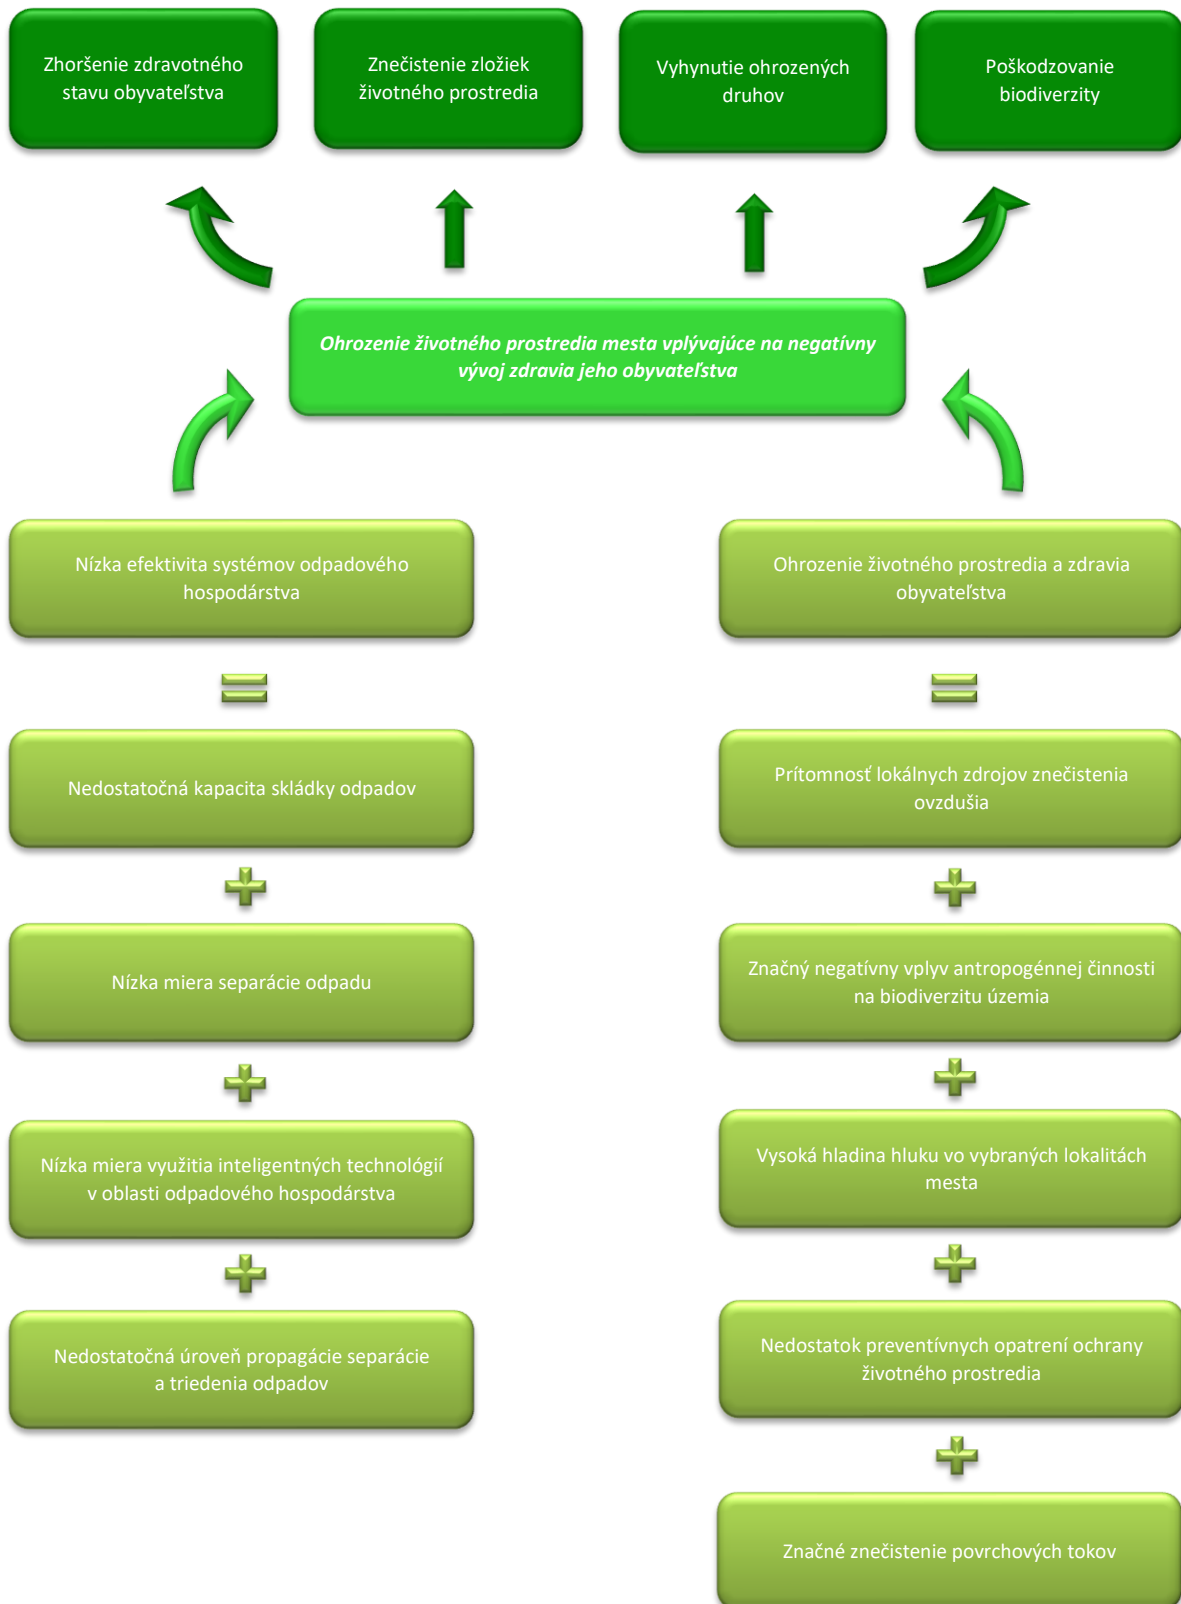 Zhoršenie zdravotného
stavu obyvateľstva
Znečistenie zložiek
životného prostredia
Vyhynutie ohrozených
druhov
Poškodzovanie
biodiverzity
Ohrozenie životného prostredia mesta vplývajúce na negatívny
vývoj zdravia jeho obyvateľstva
Nízka efektivita systémov odpadového
hospodárstva
Nedostatočná kapacita skládky odpadov
Nízka miera separácie odpadu
Nízka miera využitia inteligentných technológií
v oblasti odpadového hospodárstva
Nedostatočná úroveň propagácie separácie
a triedenia odpadov
Ohrozenie životného prostredia a zdravia
obyvateľstva
Prítomnosť lokálnych zdrojov znečistenia
ovzdušia
Značný negatívny vplyv antropogénnej činnosti
na biodiverzitu územia
Vysoká hladina hluku vo vybraných lokalitách
mesta
Nedostatok preventívnych opatrení ochrany
životného prostredia
Značné znečistenie povrchových tokov